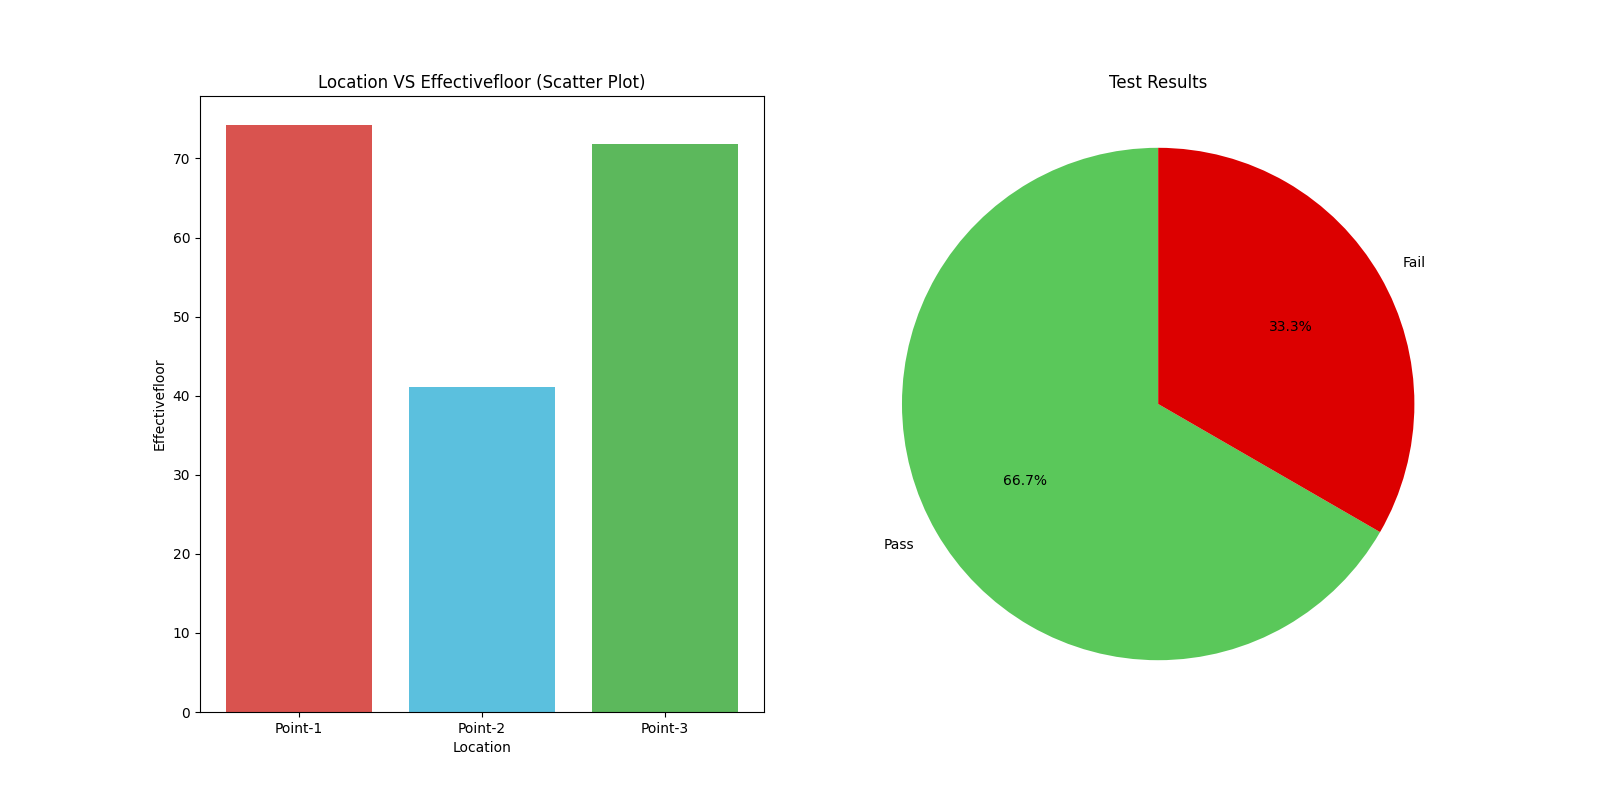 Location VS Effectivefloor (Scatter Plot)
Effectivefloor
70
60
50
40
30
20
10
0
Point-1
Point-2
Point-3
Location
Test Results
Fail
33.3%
66.7%
Pass